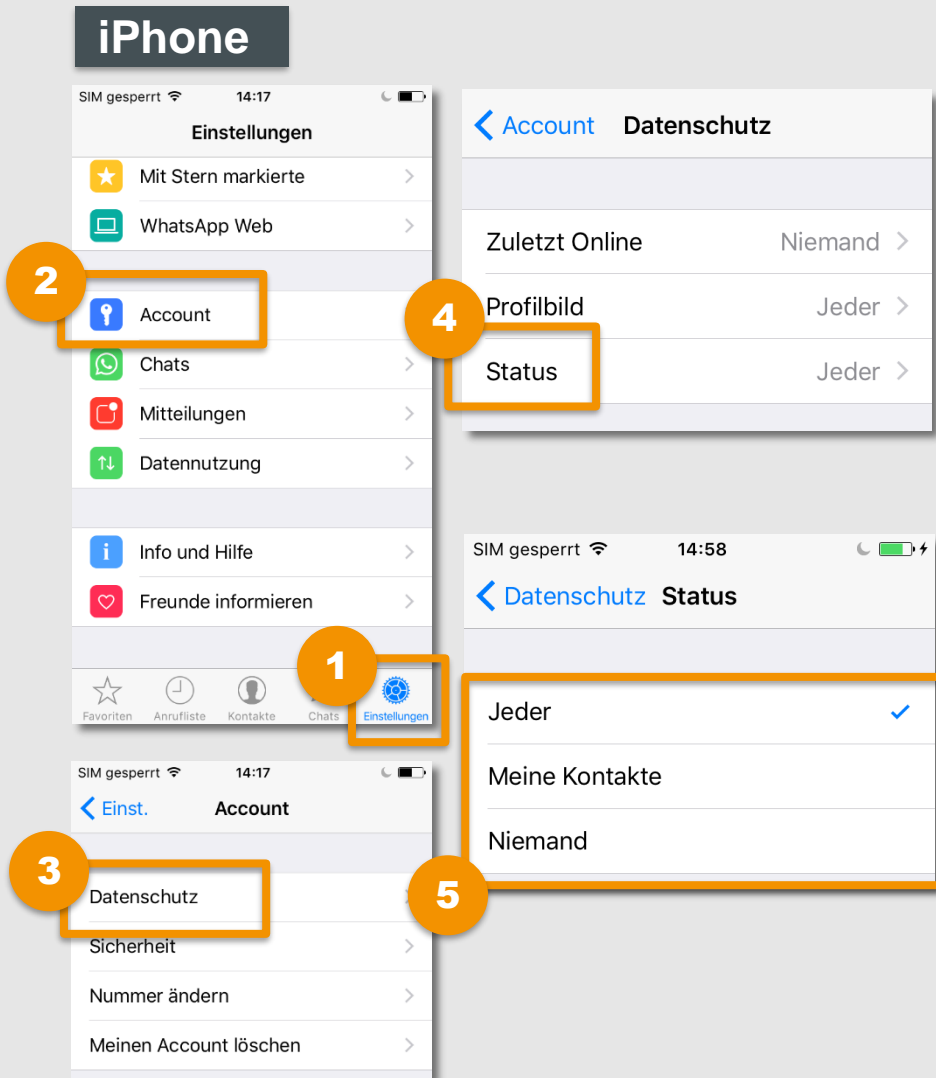 iPhone
SIM gesperrt 14:17
Einstellungen
Mit Stern markierte
WhatsApp Web
2
Account
Chats
Mitteilungen
Datennutzung
Info und Hilfe
Freunde informieren
1
Favoriten Anrufliste Kontakte Chats Einstellungen
SIM gesperrt 14:17
Einst. Account
3
Datenschutz
Sicherheit
Nummer ändern
Meinen Account löschen
Account Datenschutz
Zuletzt Online Niemand
4
Profilbild Jeder
Status Jeder
SIM gesperrt 14:58
Datenschutz Status
Jeder
Meine Kontakte
Niemand
5